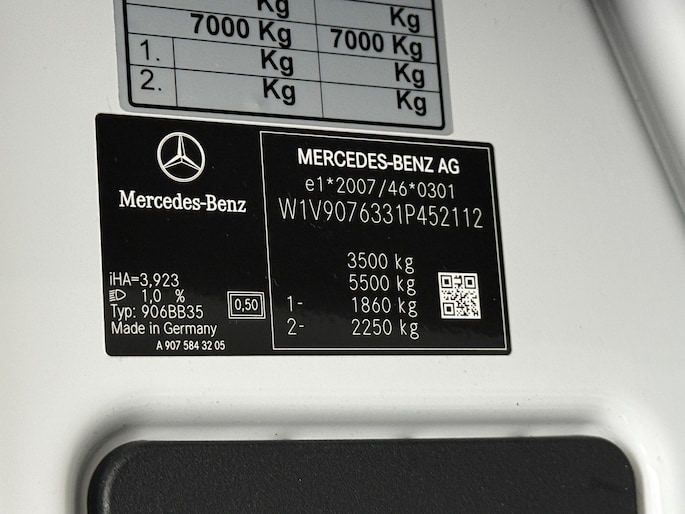 Kg Kg
7000 Kg 7000 Kg
1. Kg Kg
2. Kg Kg
Mercedes-Benz
iHA=3,923
1,0 %
Typ: 906BB35
0,50
Made in Germany
A 907 584 32 05
MERCEDES-BENZ AG
e1*2007/46*0301
W1V9076331P452112
3500 kg
5500 kg
1- 1860 kg
2- 2250 kg